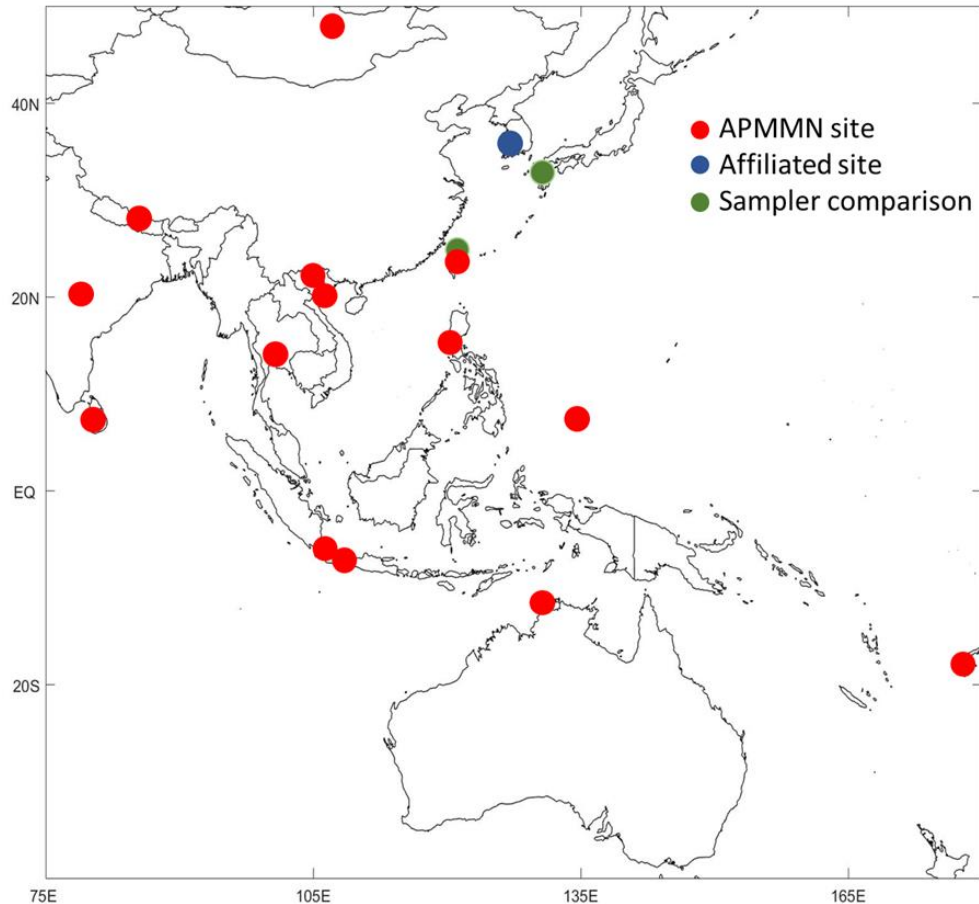 40N
APMMN site
Affiliated site
Sampler comparison
20N
EQ
20S
75E 105E 135E 165E